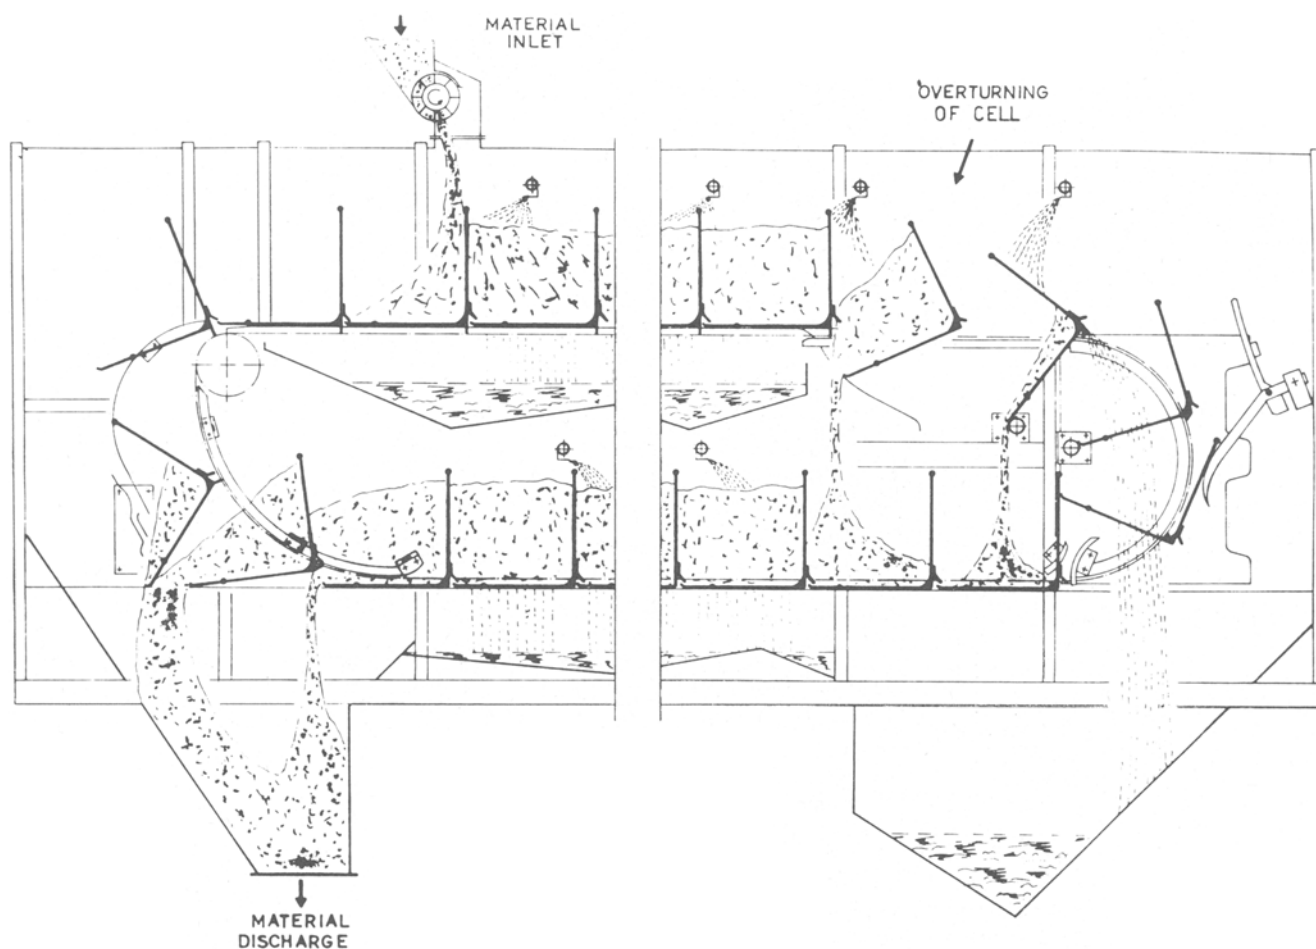 MATERIAL
INLET
OVERTURNING
OF CELL
MATERIAL
DISCHARGE